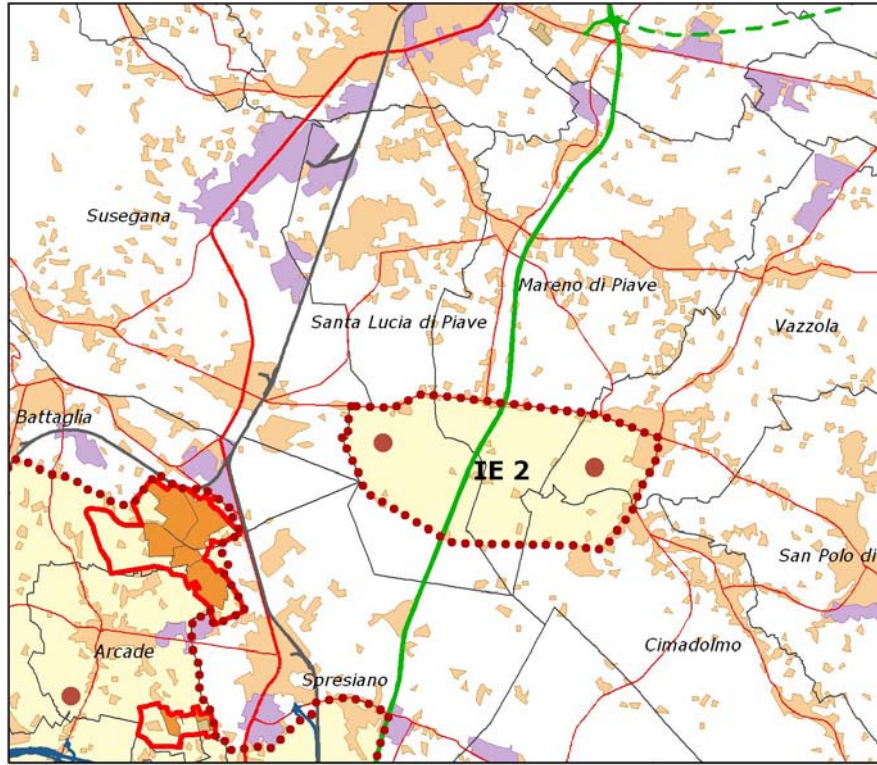 Susegana
Mareno di Piave
Santa Lucia di Piave
Vazzola
Battaglia
IE 2
San Polo di
Cimadolmo
Arcade
Spresiano